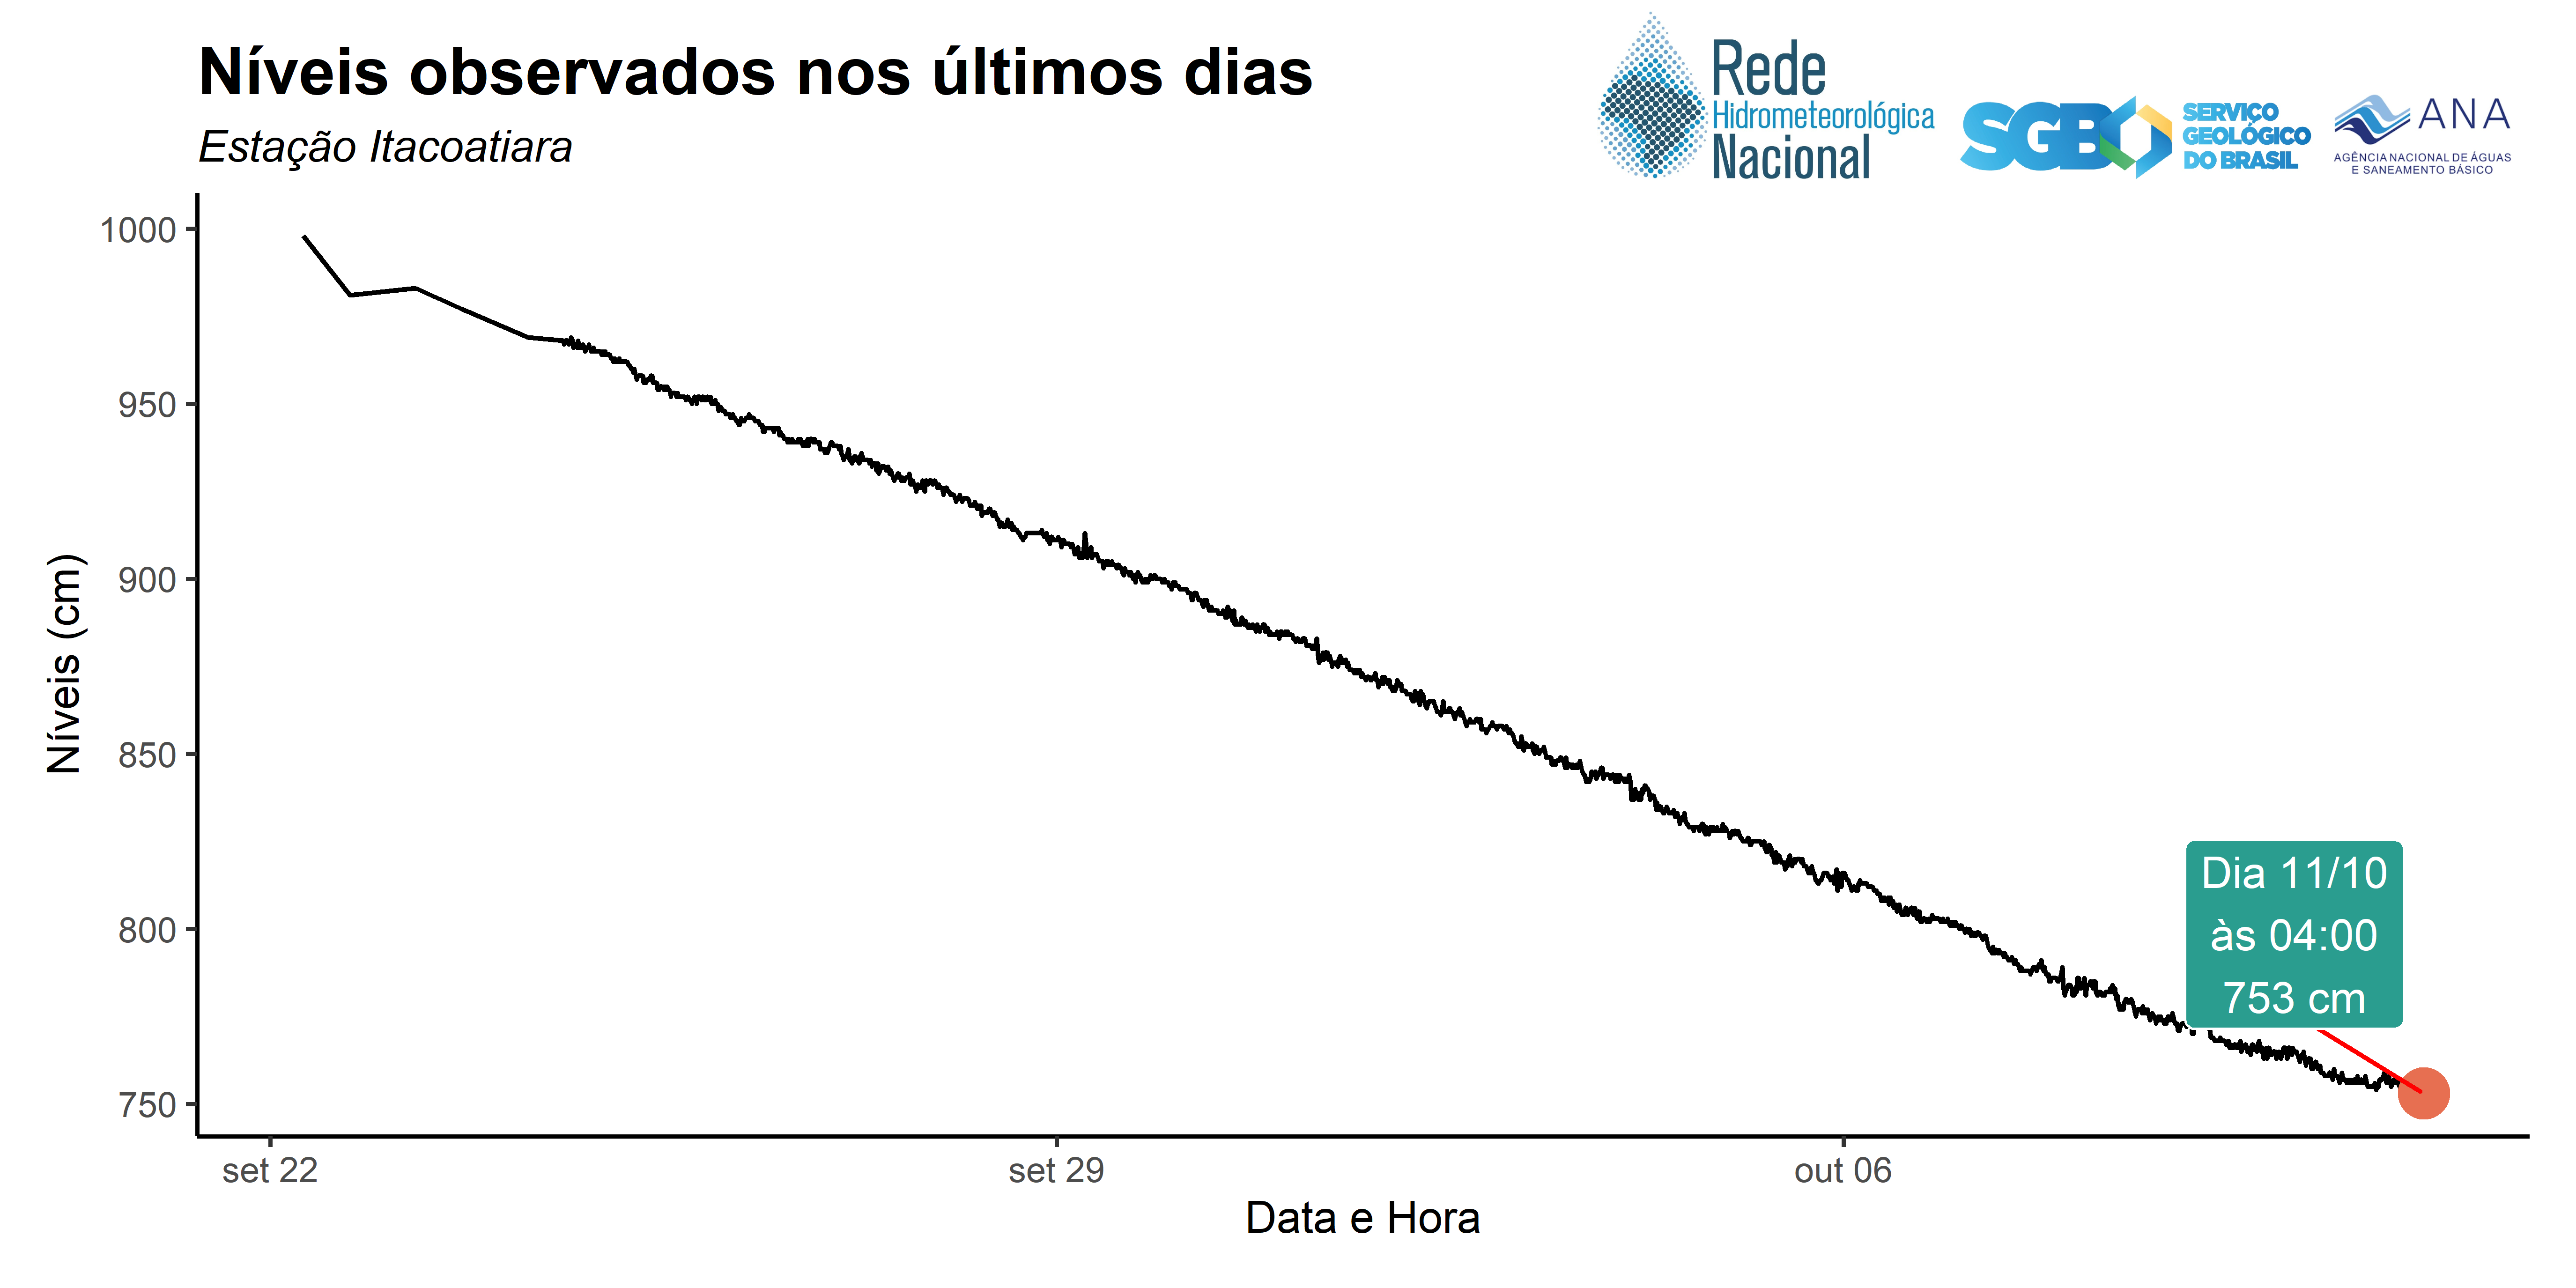 Níveis observados nos últimos dias
Estação Itacoatiara
Rede
Hidrometeorológica
Nacional
SGB
SERVIÇO
GEOLÓGICO
DO BRASIL
ANA
AGÊNCIA NACIONAL DE ÁGUAS
E SANEAMENTO BÁSICO
Níveis (cm)
1000
950
900
850
800
750
Dia 11/10
às 04:00
753 cm
set 22
set 29
out 06
Data e Hora